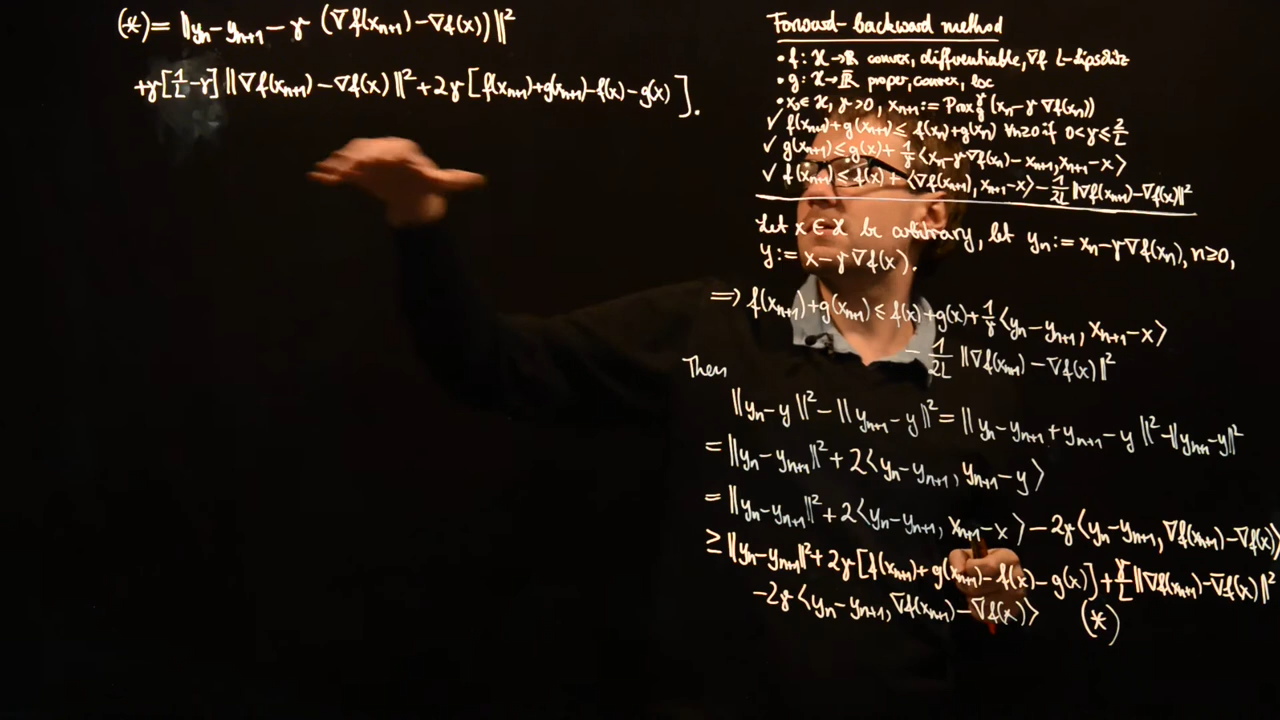 (*) = ‖yₙ − yₙ₊₁ − γ (∇f(xₙ₊₁) − ∇f(x))‖²
+γ[1/L − γ] ‖∇f(xₙ₊₁) − ∇f(x)‖² + 2γ [f(xₙ₊₁)+g(xₙ₊₁)−f(x)−g(x)].
Forward-backward method
• f: ℋ→ℝ convex, differentiable, ∇f L-Lipschitz
• g: ℋ→ℝ̅ proper, convex, lsc
• x₀∈ℋ, γ>0, xₙ₊₁ := Prox_g^γ (xₙ−γ∇f(xₙ))
✓ f(xₙ₊₁)+g(xₙ₊₁) ≤ f(xₙ)+g(xₙ) ∀n≥0 if 0<γ≤2/L
✓ g(xₙ₊₁) ≤ g(x) + 1/γ ⟨xₙ−γ∇f(xₙ)−xₙ₊₁, xₙ₊₁−x⟩
✓ f(xₙ₊₁) ≤ f(x) + ⟨∇f(xₙ₊₁), xₙ₊₁−x⟩ − 1/2L ‖∇f(xₙ₊₁)−∇f(x)‖²
Let x ∈ ℋ be arbitrary, let yₙ := xₙ−γ∇f(xₙ), n≥0,
y := x−γ∇f(x).
⟹ f(xₙ₊₁)+g(xₙ₊₁) ≤ f(x)+g(x)+ 1/γ ⟨yₙ−yₙ₊₁, xₙ₊₁−x⟩
− 1/2L ‖∇f(xₙ₊₁)−∇f(x)‖²
Then
‖yₙ−y‖² − ‖yₙ₊₁−y‖² = ‖yₙ−yₙ₊₁+yₙ₊₁−y‖² − ‖yₙ₊₁−y‖²
= ‖yₙ−yₙ₊₁‖² + 2⟨yₙ−yₙ₊₁, yₙ₊₁−y⟩
= ‖yₙ−yₙ₊₁‖² + 2⟨yₙ−yₙ₊₁, xₙ₊₁−x⟩ − 2γ⟨yₙ−yₙ₊₁, ∇f(xₙ₊₁)−∇f(x)⟩
≥ ‖yₙ−yₙ₊₁‖² + 2γ[f(xₙ₊₁)+g(xₙ₊₁)−f(x)−g(x)] + γ/L ‖∇f(xₙ₊₁)−∇f(x)‖²
−2γ⟨yₙ−yₙ₊₁, ∇f(xₙ₊₁)−∇f(x)⟩ (*)